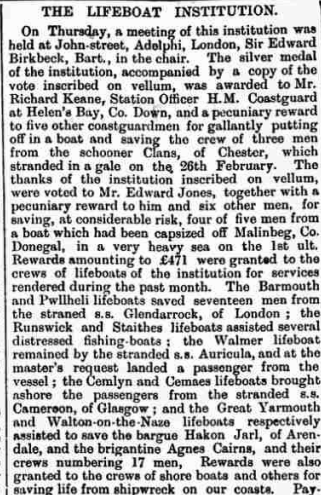 THE LIFEBOAT INSTITUTION.
On Thursday, a meeting of this institution was
held at John-street, Adelphi, London, Sir Edward
Birkbeck, Bart., in the chair. The silver medal
of the institution, accompanied by a copy of the
vote inscribed on vellum, was awarded to Mr.
Richard Keane, Station Officer H.M. Coastguard
at Helen's Bay, Co. Down, and a pecuniary reward
to five other coastguardmen for gallantly putting
off in a boat and saving the crew of three men
from the schooner Clans, of Chester, which
stranded in a gale on the 26th February. The
thanks of the institution inscribed on vellum,
were voted to Mr. Edward Jones, together with a
pecuniary reward to him and six other men, for
saving, at considerable risk, four of five men from
a boat which had been capsized off Malinbeg, Co.
Donegal, in a very heavy sea on the 1st ult.
Rewards amounting to £471 were granted to the
crews of lifeboats of the institution for services
rendered during the past month. The Barmouth
and Pwllheli lifeboats saved seventeen men from
the straned s.s. Glendarrock, of London; the
Runswick and Staithes lifeboats assisted several
distressed fishing-boats; the Walmer lifeboat
remained by the stranded s.s. Auricula, and at the
master's request landed a passenger from the
vessel; the Cemlyn and Cemaes lifeboats brought
ashore the passengers from the stranded s.s.
Camereson, of Glasgow; and the Great Yarmouth
and Walton-on-the-Naze lifeboats respectively
assisted to save the barque Hakon Jarl, of Aren-
dale, and the brigantine Agnes Cairns, and their
crews numbering 17 men, Rewards were also
granted to the crews of shore boats and others for
saving life from shipwreck on our coasts. Pay-